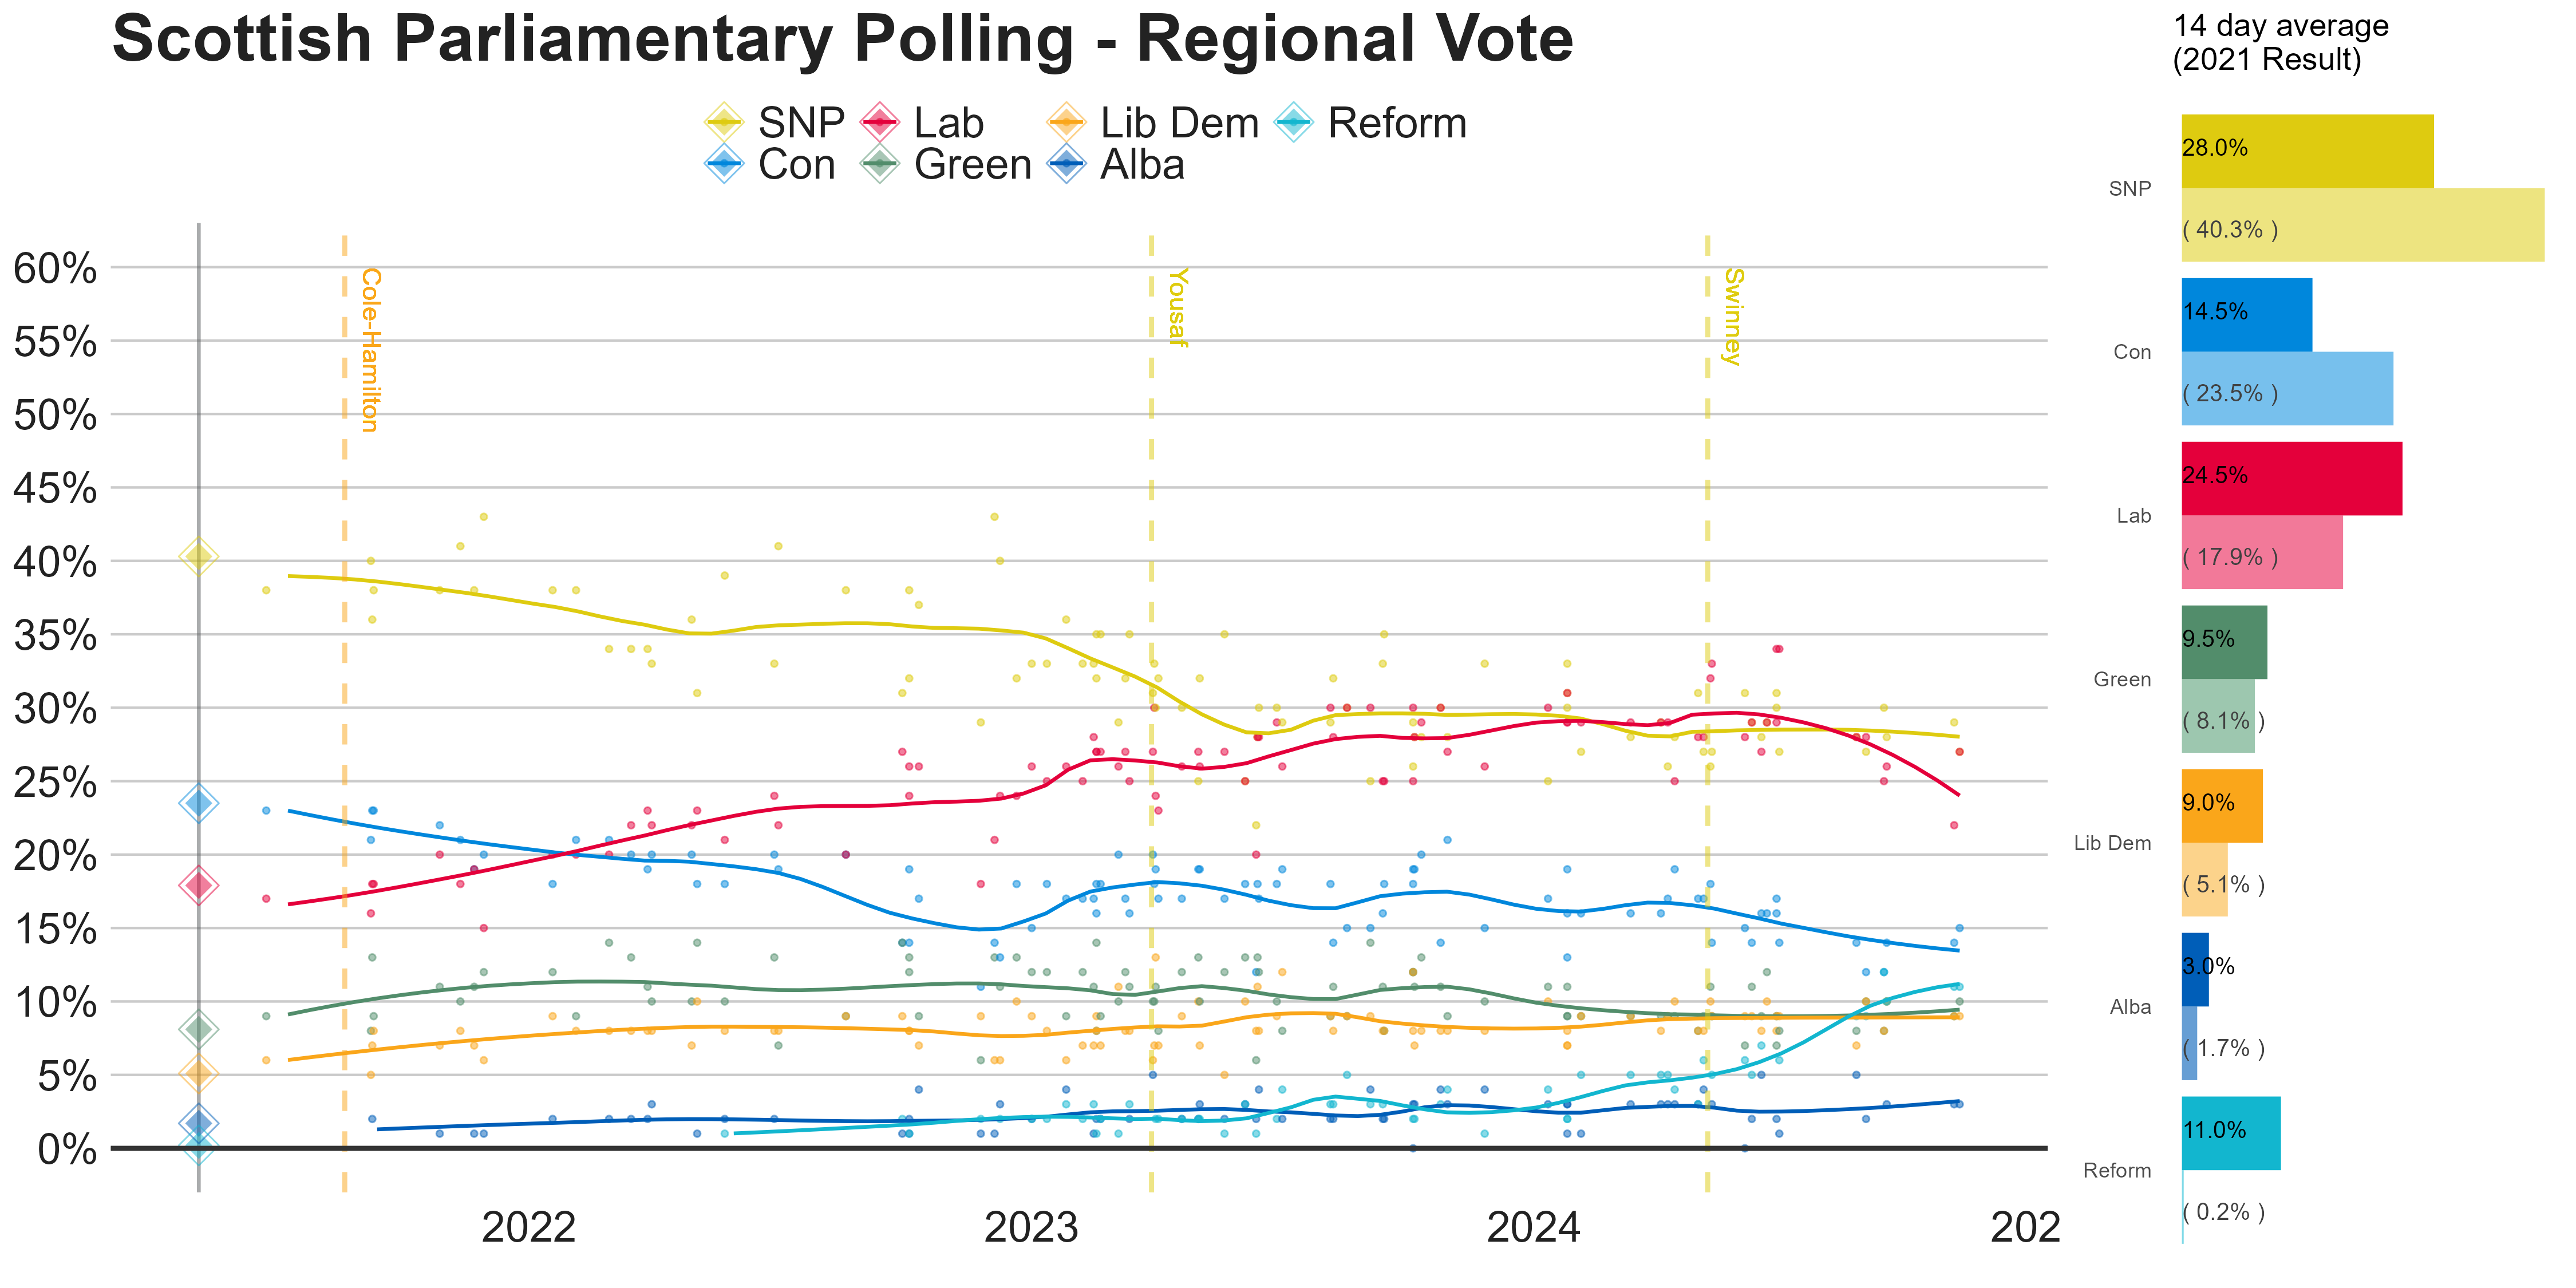 Scottish Parliamentary Polling - Regional Vote
14 day average
(2021 Result)
SNP Lab Lib Dem Reform
Con Green Alba
60%
55%
50%
45%
40%
35%
30%
25%
20%
15%
10%
5%
0%
Cole-Hamilton
Yousaf
Swinney
2022 2023 2024 202
SNP
28.0%
( 40.3% )
Con
14.5%
( 23.5% )
Lab
24.5%
( 17.9% )
Green
9.5%
( 8.1% )
Lib Dem
9.0%
( 5.1% )
Alba
3.0%
( 1.7% )
Reform
11.0%
( 0.2% )